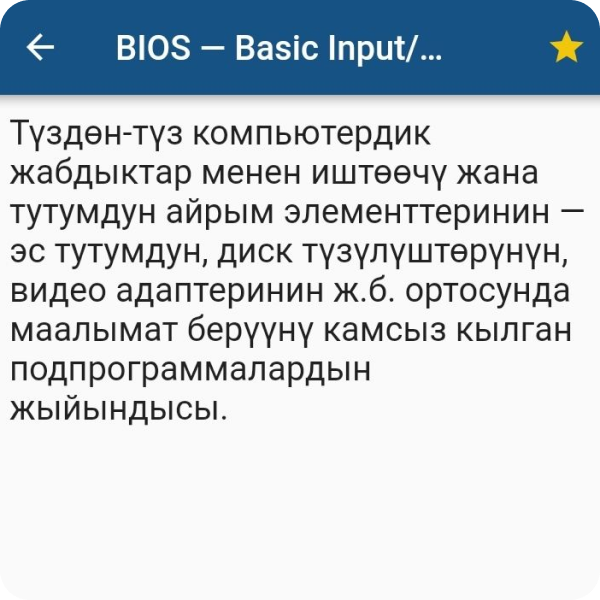 BIOS — Basic Input/...
Түздөн-түз компьютердик
жабдыктар менен иштөөчү жана
тутумдун айрым элементтеринин —
эс тутумдун, диск түзүлүштөрүнүн,
видео адаптеринин ж.б. ортосунда
маалымат берүүнү камсыз кылган
подпрограммалардын
жыйындысы.